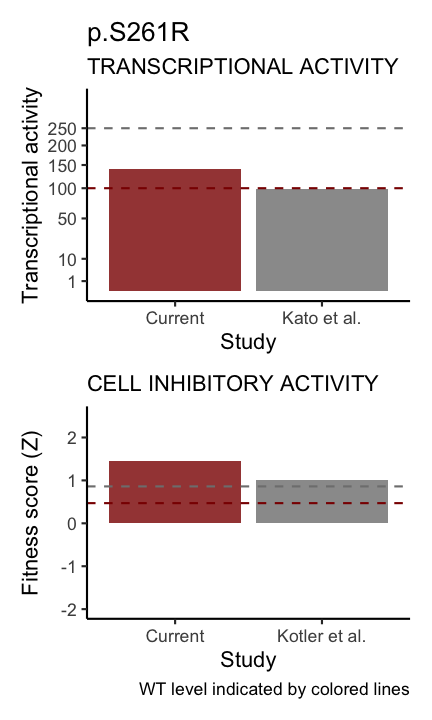 p.S261R
TRANSCRIPTIONAL ACTIVITY
Transcriptional activity
250
200
150
100
50
10
1
Current
Kato et al.
Study
CELL INHIBITORY ACTIVITY
Fitness score (Z)
2
1
0
-1
-2
Current
Kotler et al.
Study
WT level indicated by colored lines